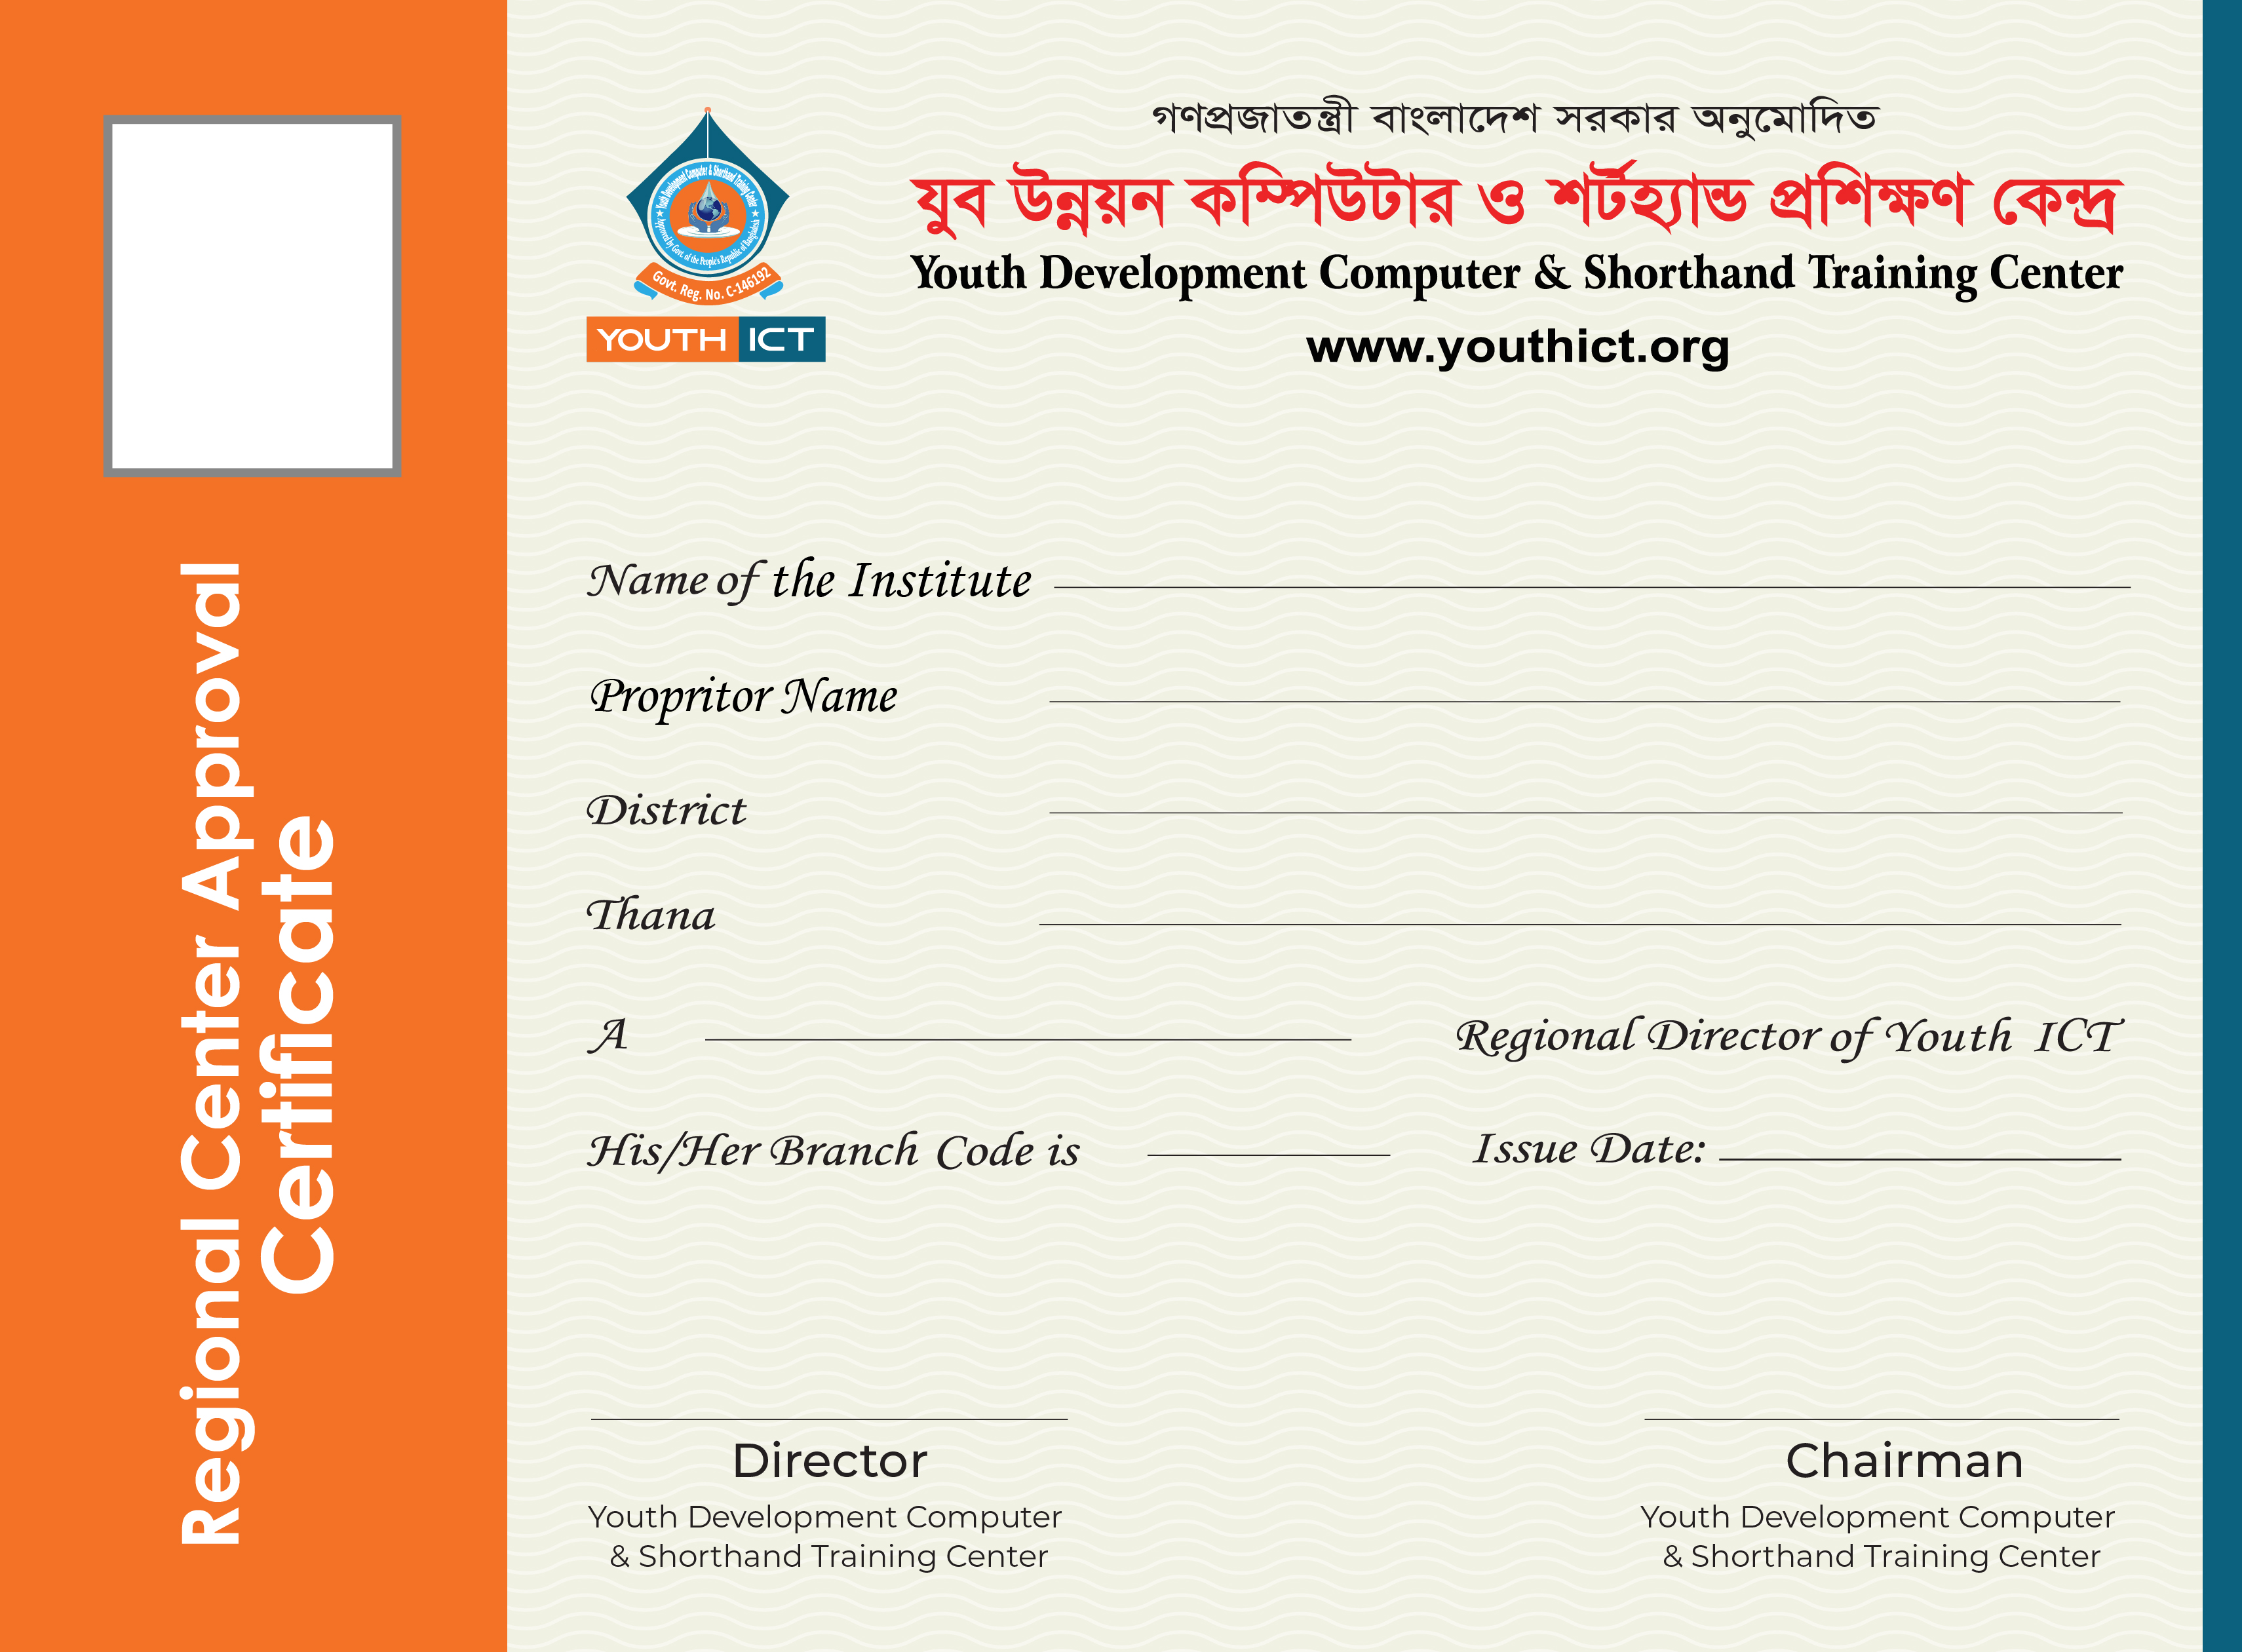 গণপ্রজাতন্ত্রী বাংলাদেশ সরকার অনুমোদিত
যুব উন্নয়ন কম্পিউটার ও শর্টহ্যান্ড প্রশিক্ষণ কেন্দ্র
Youth Development Computer & Shorthand Training Center
www.youthict.org
Youth Development Computer & Shorthand Training Center
Approved by Govt. of the People's Republic of Bangladesh
Govt. Reg. No. C-146192
YOUTH ICT
Regional Center Approval
Certificate
Name of the Institute
Propritor Name
District
Thana
A Regional Director of Youth ICT
His/Her Branch Code is Issue Date:
Director
Youth Development Computer
& Shorthand Training Center
Chairman
Youth Development Computer
& Shorthand Training Center